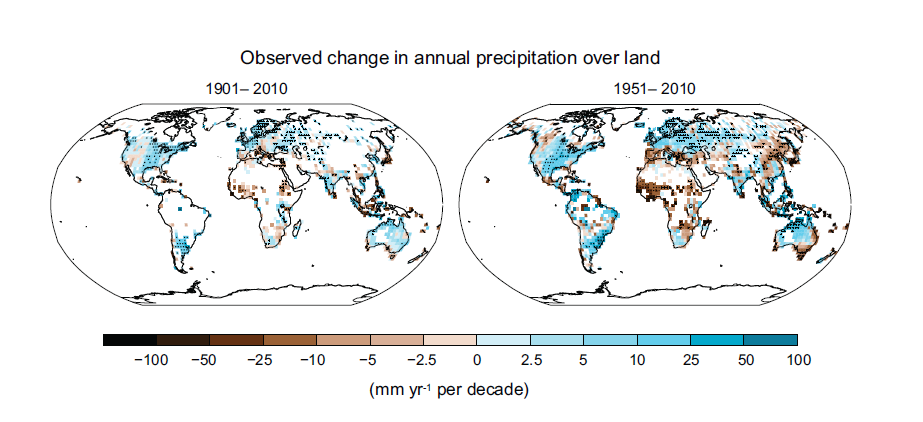 Observed change in annual precipitation over land
1901– 2010 1951– 2010
−100 −50 −25 −10 −5 −2.5 0 2.5 5 10 25 50 100
(mm yr-1 per decade)